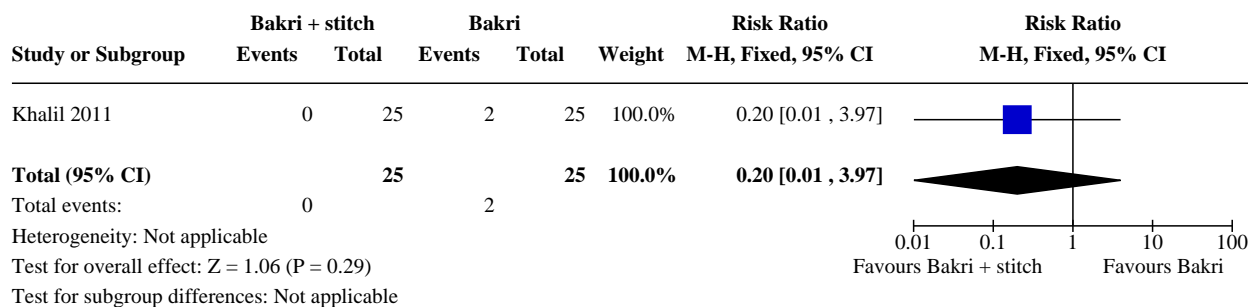 Bakri + stitch Bakri Risk Ratio Risk Ratio
Study or Subgroup Events Total Events Total Weight M-H, Fixed, 95% CI M-H, Fixed, 95% CI
Khalil 2011 0 25 2 25 100.0% 0.20 [0.01 , 3.97]
Total (95% CI) 25 25 100.0% 0.20 [0.01 , 3.97]
Total events: 0 2
Heterogeneity: Not applicable
0.01 0.1 1 10 100
Test for overall effect: Z = 1.06 (P = 0.29)
Favours Bakri + stitch Favours Bakri
Test for subgroup differences: Not applicable